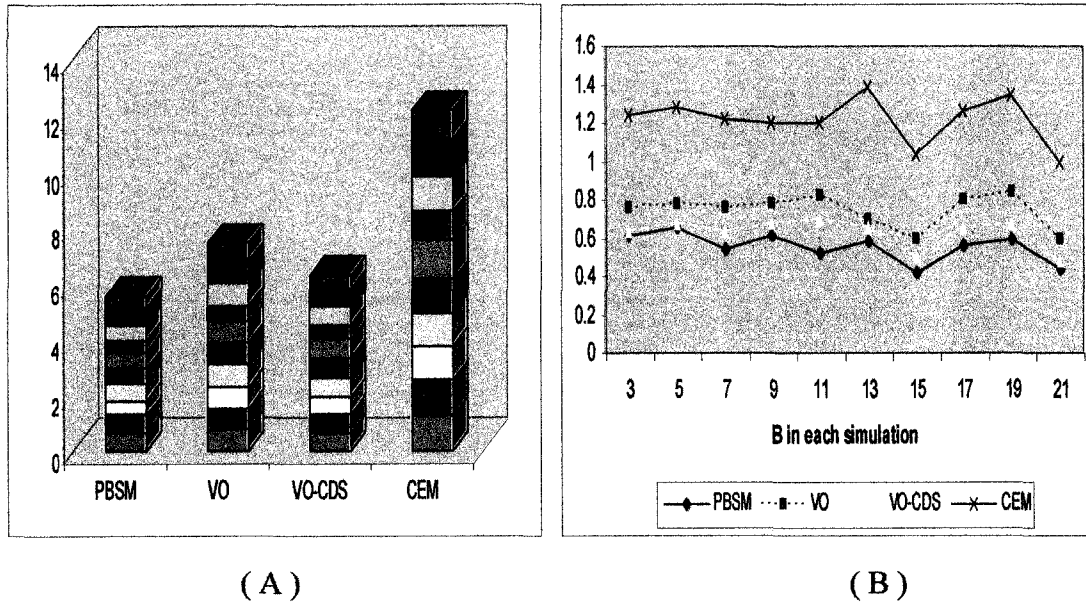 14
12
10
8
6
4
2
0
PBSM VO VO-CDS CEM
1.6
1.4
1.2
1
0.8
0.6
0.4
0.2
0
3 5 7 9 11 13 15 17 19 21
B in each simulation
PBSM VO VO-CDS CEM
( A )
( B )